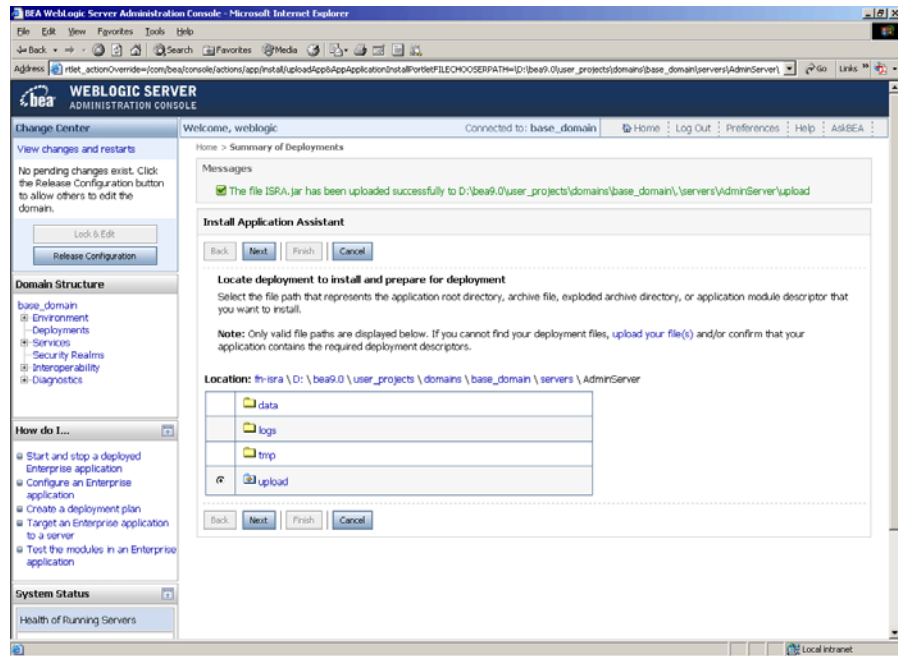 BEA WebLogic Server Administration Console - Microsoft Internet Explorer
File Edit View Favorites Tools Help
Back Search Favorites Media
Address rtlet_actionOverride=/com/bea/console/actions/app/install/uploadApp&AppApplicationInstallPortletFILECHOOSERPATH=\D:\bea9.0\user_projects\domains\base_domain\servers\AdminServer\ Go Links »
bea WEBLOGIC SERVER
ADMINISTRATION CONSOLE
Change Center
View changes and restarts
No pending changes exist. Click
the Release Configuration button
to allow others to edit the
domain.
Lock & Edit
Release Configuration
Domain Structure
base_domain
Environment
Deployments
Services
Security Realms
Interoperability
Diagnostics
How do I...
Start and stop a deployed
Enterprise application
Configure an Enterprise
application
Create a deployment plan
Target an Enterprise application
to a server
Test the modules in an Enterprise
application
System Status
Health of Running Servers
Welcome, weblogic Connected to: base_domain Home Log Out Preferences Help AskBEA
Home > Summary of Deployments
Messages
The file ISRA.jar has been uploaded successfully to D:\bea9.0\user_projects\domains\base_domain\.\servers\AdminServer\upload
Install Application Assistant
Back Next Finish Cancel
Locate deployment to install and prepare for deployment
Select the file path that represents the application root directory, archive file, exploded archive directory, or application module descriptor that
you want to install.
Note: Only valid file paths are displayed below. If you cannot find your deployment files, upload your file(s) and/or confirm that your
application contains the required deployment descriptors.
Location: fn-isra \ D: \ bea9.0 \ user_projects \ domains \ base_domain \ servers \ AdminServer
data
logs
tmp
upload
Back Next Finish Cancel
Local intranet